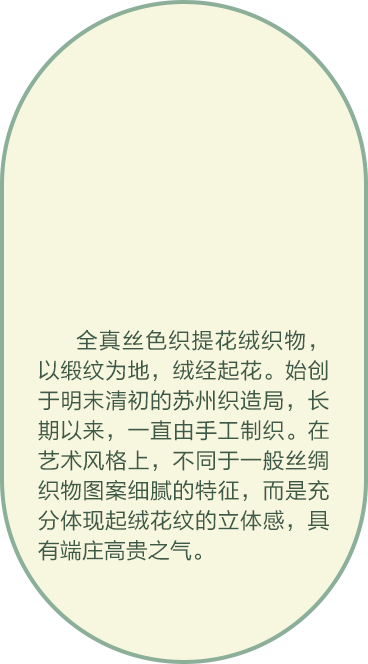 全真丝色织提花绒织物，
以缎纹为地，绒经起花。始创
于明末清初的苏州织造局，长
期以来，一直由手工制织。在
艺术风格上，不同于一般丝绸
织物图案细腻的特征，而是充
分体现起绒花纹的立体感，具
有端庄高贵之气。